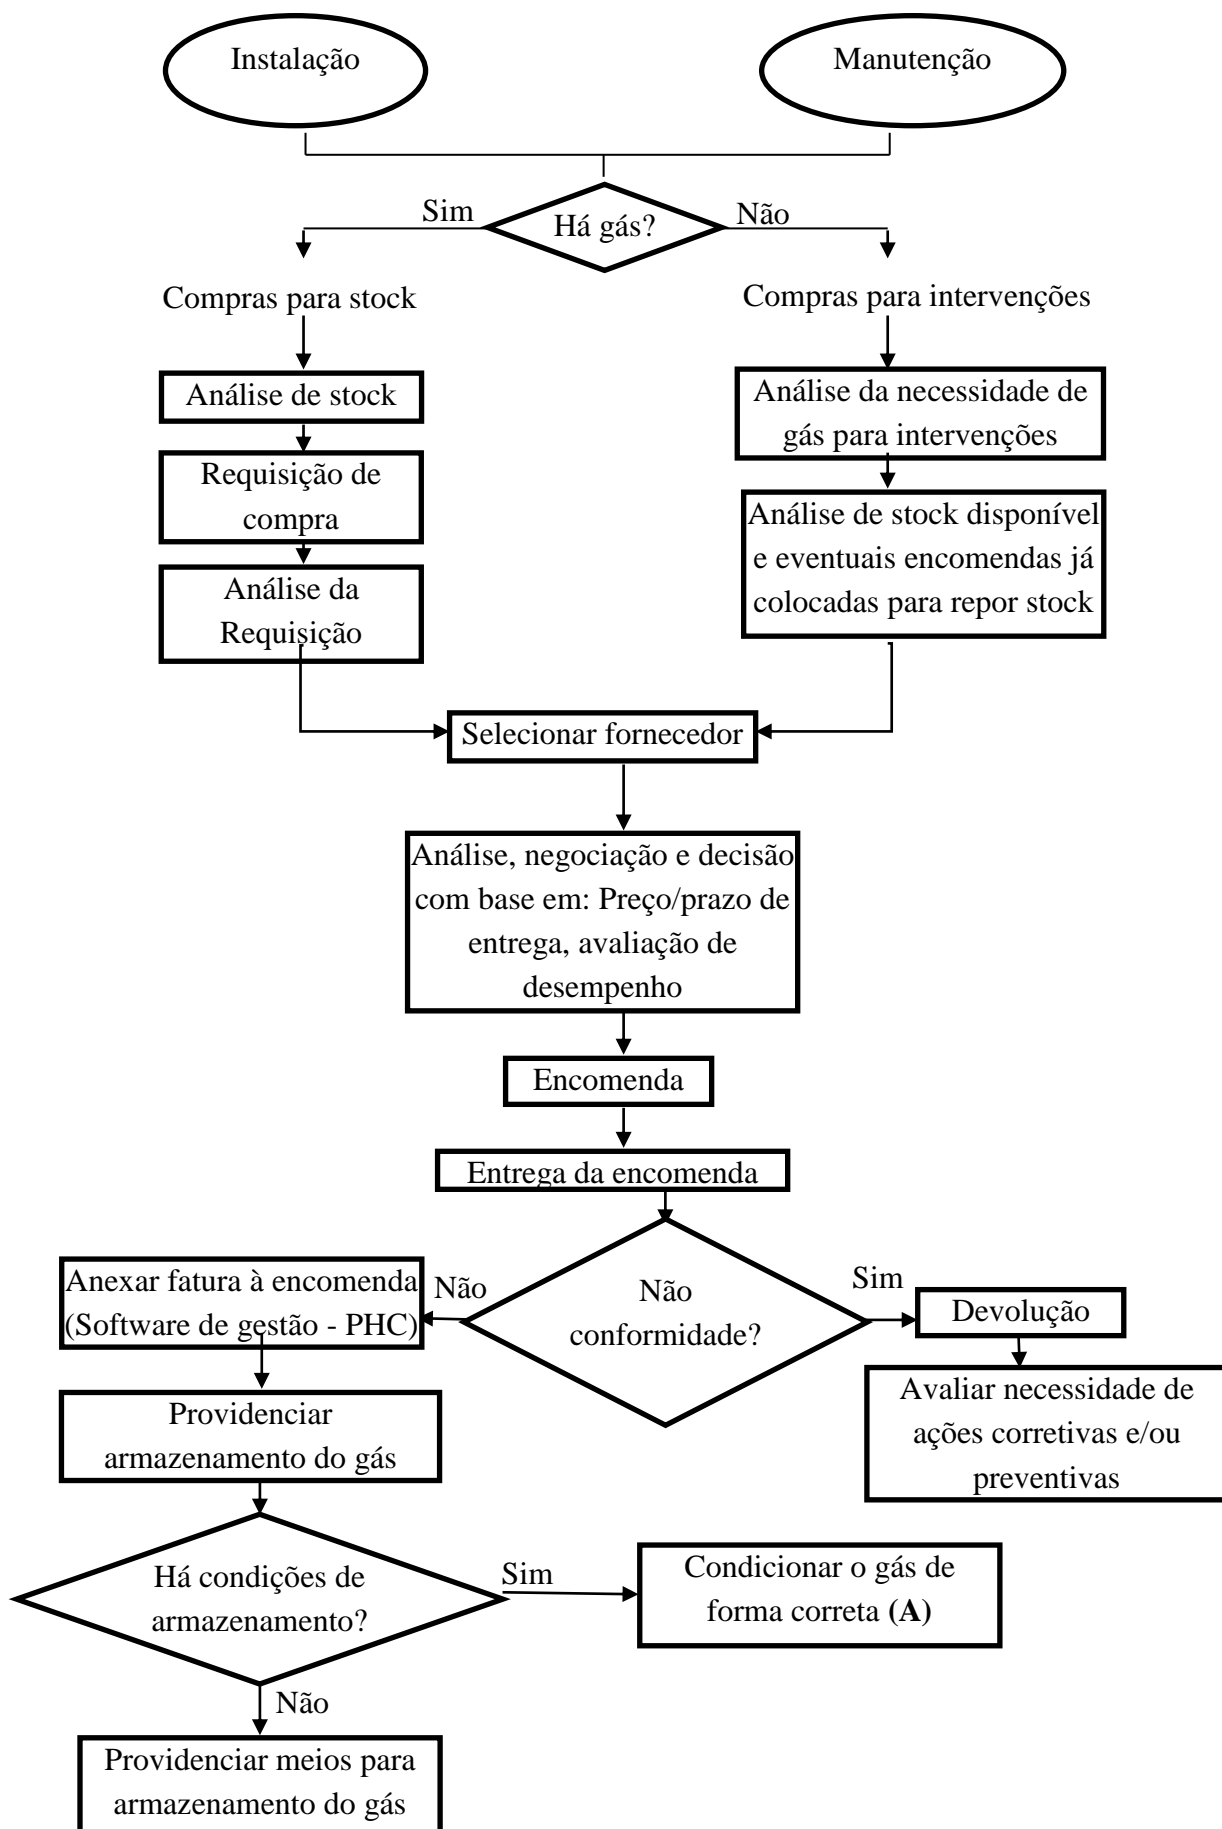 Instalação
Manutenção
Sim
Há gás?
Não
Compras para stock
Compras para intervenções
Análise de stock
Análise da necessidade de
gás para intervenções
Requisição de
compra
Análise de stock disponível
e eventuais encomendas já
colocadas para repor stock
Análise da
Requisição
Selecionar fornecedor
Análise, negociação e decisão
com base em: Preço/prazo de
entrega, avaliação de
desempenho
Encomenda
Entrega da encomenda
Anexar fatura à encomenda
(Software de gestão - PHC)
Não
Não
conformidade?
Sim
Devolução
Providenciar
armazenamento do gás
Avaliar necessidade de
ações corretivas e/ou
preventivas
Há condições de
armazenamento?
Sim
Condicionar o gás de
forma correta (A)
Não
Providenciar meios para
armazenamento do gás